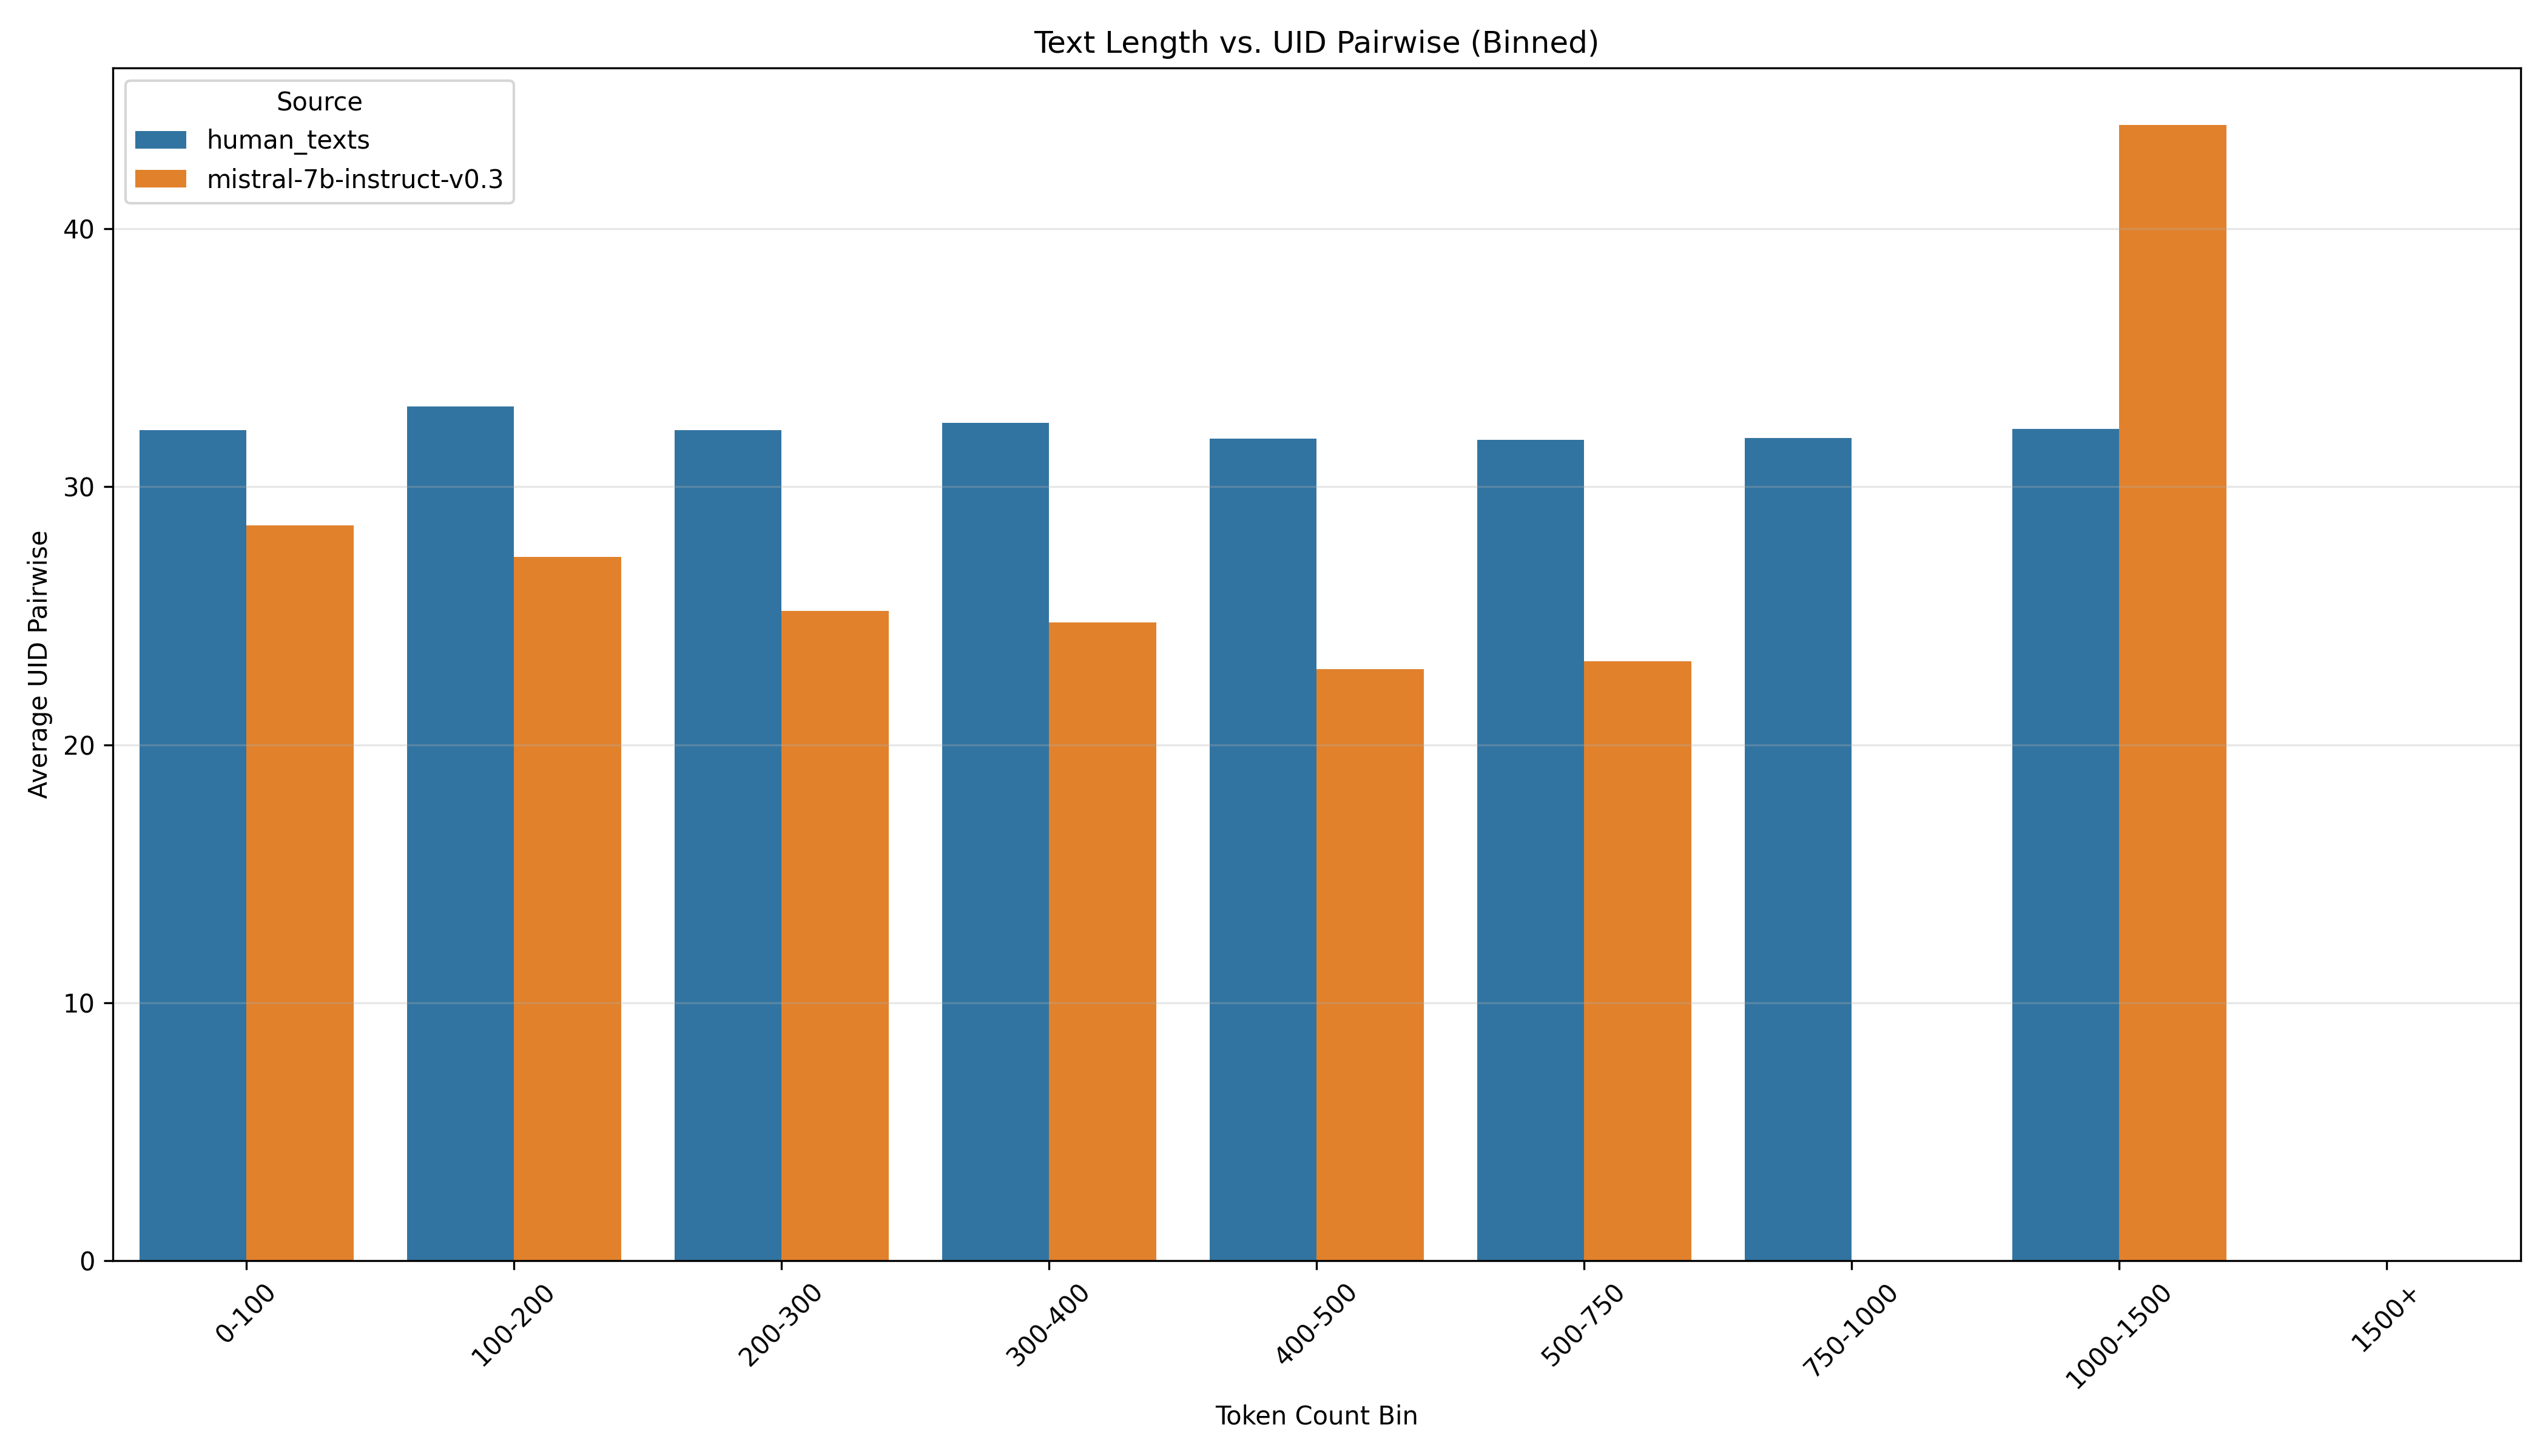 Text Length vs. UID Pairwise (Binned)
Source
human_texts
mistral-7b-instruct-v0.3
Average UID Pairwise
40
30
20
10
0
0-100
100-200
200-300
300-400
400-500
500-750
750-1000
1000-1500
1500+
Token Count Bin